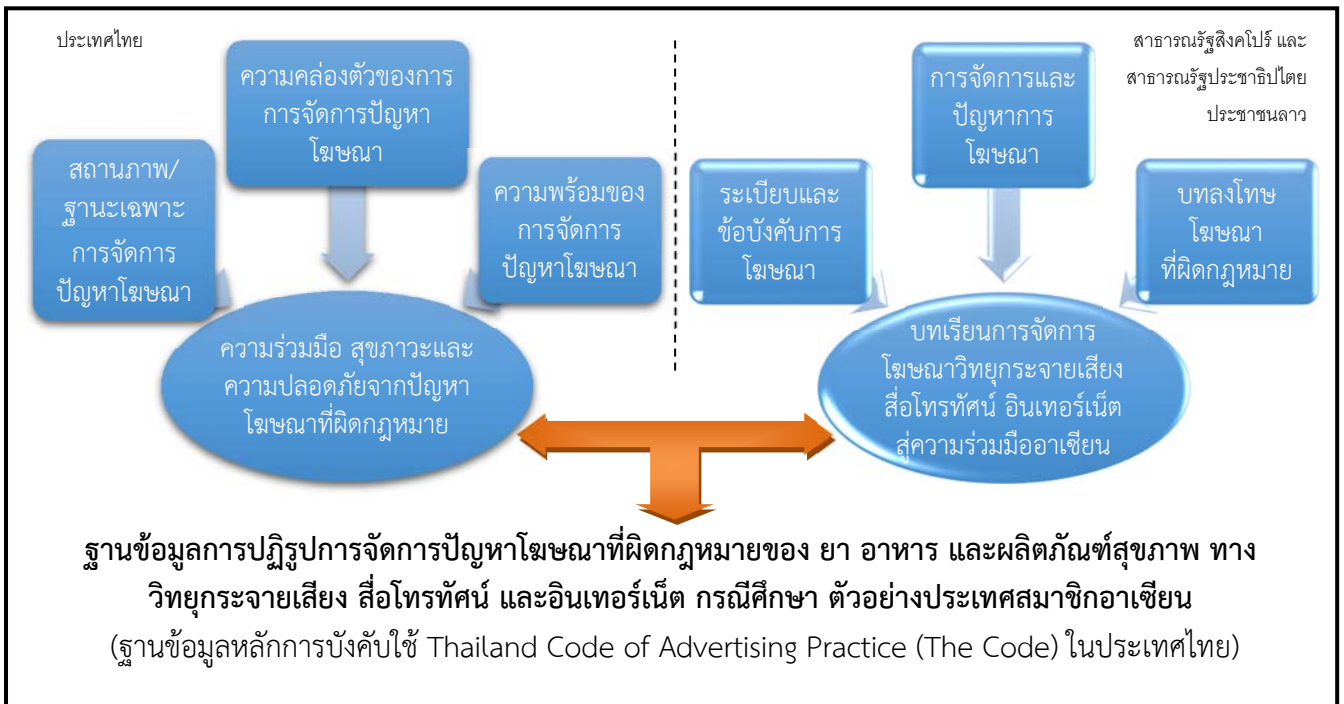 ประเทศไทย
ความคล่องตัวของการ
การจัดการปัญหา
โฆษณา
สถานภาพ/
ฐานะเฉพาะ
การจัดการ
ปัญหาโฆษณา
ความพร้อมของ
การจัดการ
ปัญหาโฆษณา
ความร่วมมือ สุขภาวะและ
ความปลอดภัยจากปัญหา
โฆษณาที่ผิดกฎหมาย
สาธารณรัฐสิงคโปร์ และ
สาธารณรัฐประชาธิปไตย
ประชาชนลาว
การจัดการและ
ปัญหาการ
โฆษณา
ระเบียบและ
ข้อบังคับการ
โฆษณา
บทลงโทษ
โฆษณา
ที่ผิดกฎหมาย
บทเรียนการจัดการ
โฆษณาวิทยุกระจายเสียง
สื่อโทรทัศน์ อินเทอร์เน็ต
สู่ความร่วมมืออาเซียน
ฐานข้อมูลการปฏิรูปการจัดการปัญหาโฆษณาที่ผิดกฎหมายของ ยา อาหาร และผลิตภัณฑ์สุขภาพ ทาง
วิทยุกระจายเสียง สื่อโทรทัศน์ และอินเทอร์เน็ต กรณีศึกษา ตัวอย่างประเทศสมาชิกอาเซียน
(ฐานข้อมูลหลักการบังคับใช้ Thailand Code of Advertising Practice (The Code) ในประเทศไทย)